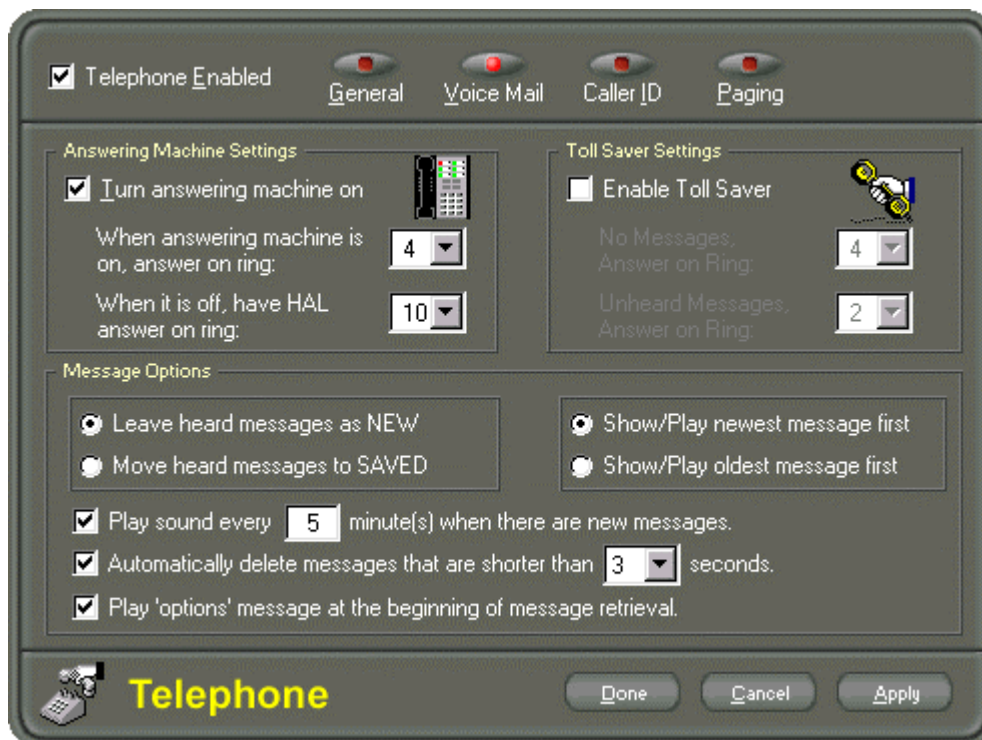 Telephone Enabled
General
Voice Mail
Caller ID
Paging
Answering Machine Settings
Turn answering machine on
When answering machine is
on, answer on ring:
4
When it is off, have HAL
answer on ring:
10
Toll Saver Settings
Enable Toll Saver
No Messages,
Answer on Ring:
4
Unheard Messages,
Answer on Ring:
2
Message Options
Leave heard messages as NEW
Move heard messages to SAVED
Show/Play newest message first
Show/Play oldest message first
Play sound every 5 minute(s) when there are new messages.
Automatically delete messages that are shorter than 3 seconds.
Play 'options' message at the beginning of message retrieval.
Telephone
Done
Cancel
Apply